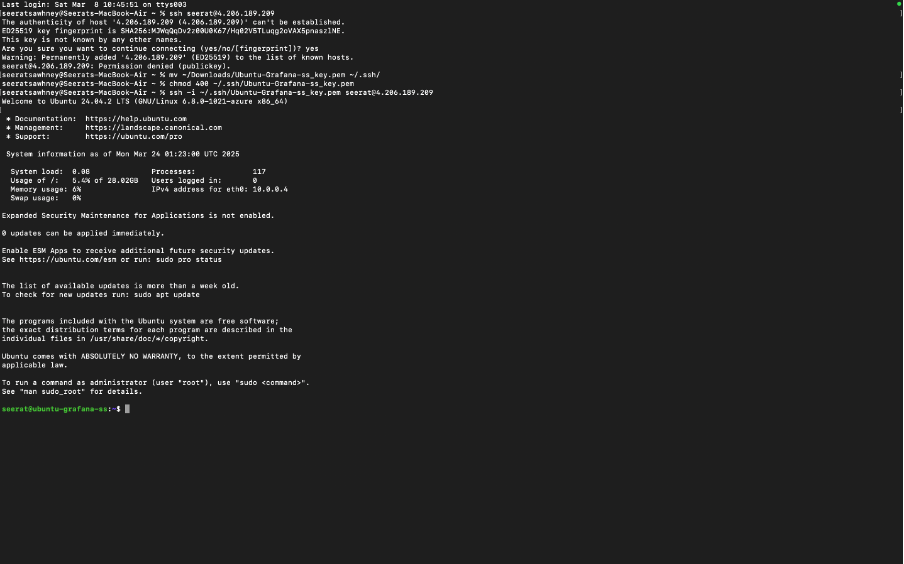 Last login: Sat Mar  8 10:45:51 on ttys003
[seeratsawhney@Seerats-MacBook-Air ~ % ssh seerat@4.206.189.209 ]
The authenticity of host '4.206.189.209 (4.206.189.209)' can't be established.
ED25519 key fingerprint is
This key is not known by any other names.
Are you sure you want to continue connecting (yes/no/[fingerprint])? yes
Warning: Permanently added '4.206.189.209' (ED25519) to the list of known hosts.
seerat@4.206.189.209: Permission denied (publickey).
[seeratsawhney@Seerats-MacBook-Air ~ % mv ~/Downloads/Ubuntu-Grafana-ss_key.pem ~/.ssh/ ]
[seeratsawhney@Seerats-MacBook-Air ~ % chmod 400 ~/.ssh/Ubuntu-Grafana-ss_key.pem ]
[seeratsawhney@Seerats-MacBook-Air ~ % ssh -i ~/.ssh/Ubuntu-Grafana-ss_key.pem seerat@4.206.189.209 ]
Welcome to Ubuntu 24.04.2 LTS (GNU/Linux 6.8.0-1021-azure x86_64)
[ ]
 * Documentation:  https://help.ubuntu.com
 * Management:     https://landscape.canonical.com
 * Support:        https://ubuntu.com/pro
 System information as of Mon Mar 24 01:23:00 UTC 2025
  System load:  0.08              Processes:             117
  Usage of /:   5.4% of 28.02GB   Users logged in:       0
  Memory usage: 6%                IPv4 address for eth0: 10.0.0.4
  Swap usage:   0%
Expanded Security Maintenance for Applications is not enabled.
0 updates can be applied immediately.
Enable ESM Apps to receive additional future security updates.
See https://ubuntu.com/esm or run: sudo pro status
The list of available updates is more than a week old.
To check for new updates run: sudo apt update
The programs included with the Ubuntu system are free software;
the exact distribution terms for each program are described in the
individual files in /usr/share/doc/*/copyright.
Ubuntu comes with ABSOLUTELY NO WARRANTY, to the extent permitted by
applicable law.
To run a command as administrator (user "root"), use "sudo <command>".
See "man sudo_root" for details.
seerat@ubuntu-grafana-ss:~$